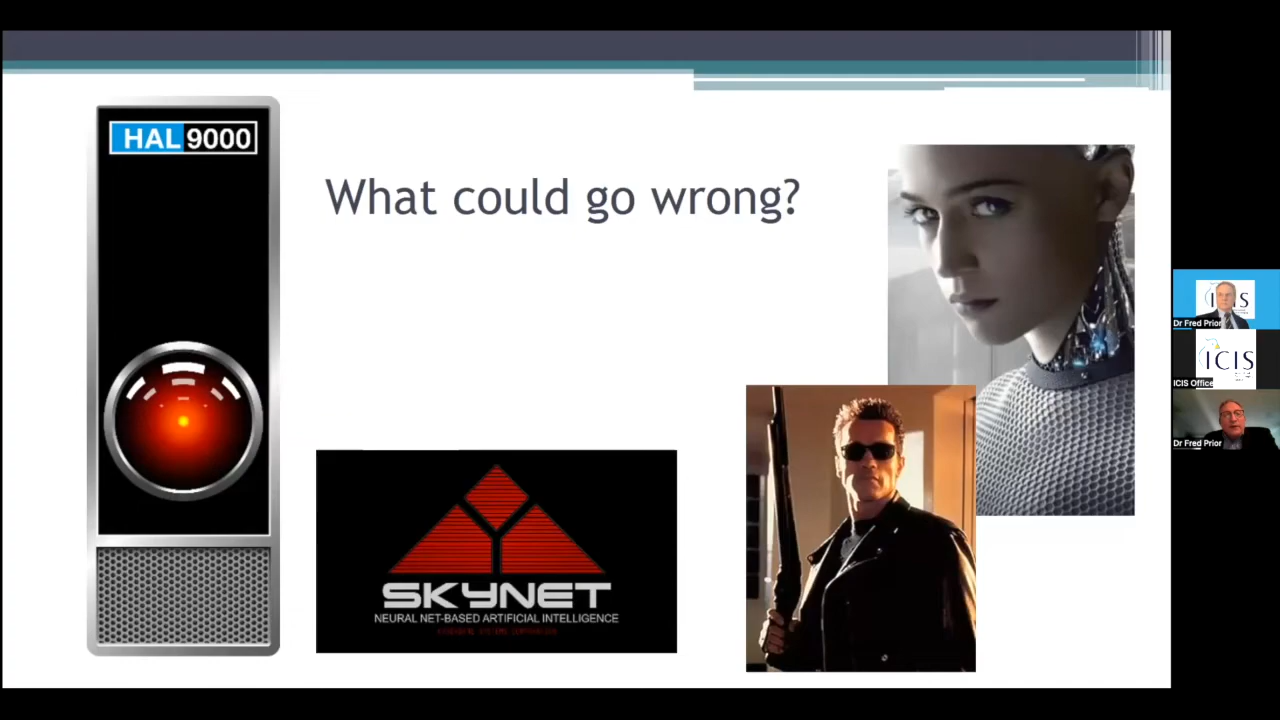 HAL 9000
What could go wrong?
SKYNET
NEURAL NET-BASED ARTIFICIAL INTELLIGENCE
ICIS
Dr Fred Prior
ICIS
ICIS Office
Dr Fred Prior